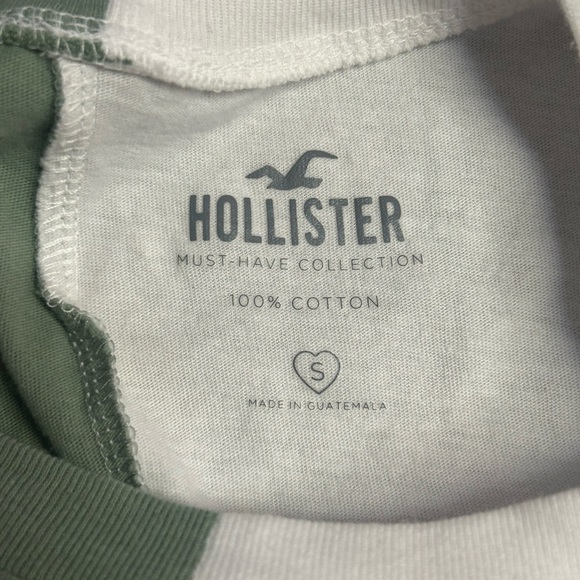 HOLLISTER
MUST-HAVE COLLECTION
100% COTTON
S
MADE IN GUATEMALA